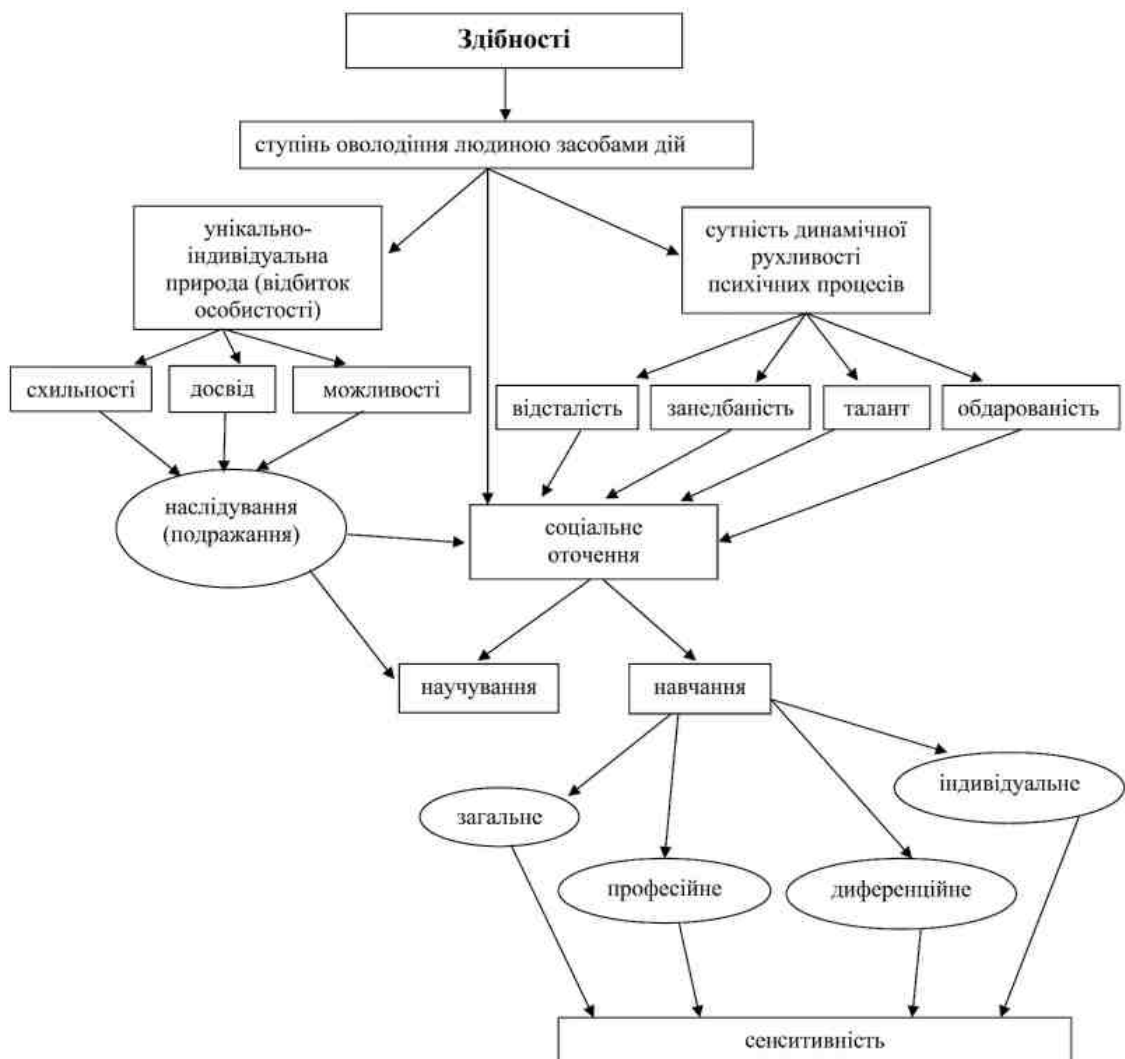 Здібності
ступінь оволодіння людиною засобами дій
унікально-
індивідуальна
природа (відбиток
особистості)
сутність динамічної
рухливості
психічних процесів
схильності
досвід
можливості
відсталість
занедбаність
талант
обдарованість
наслідування
(подражання)
соціальне
оточення
научування
навчання
загальне
індивідуальне
професійне
диференційне
сенситивність